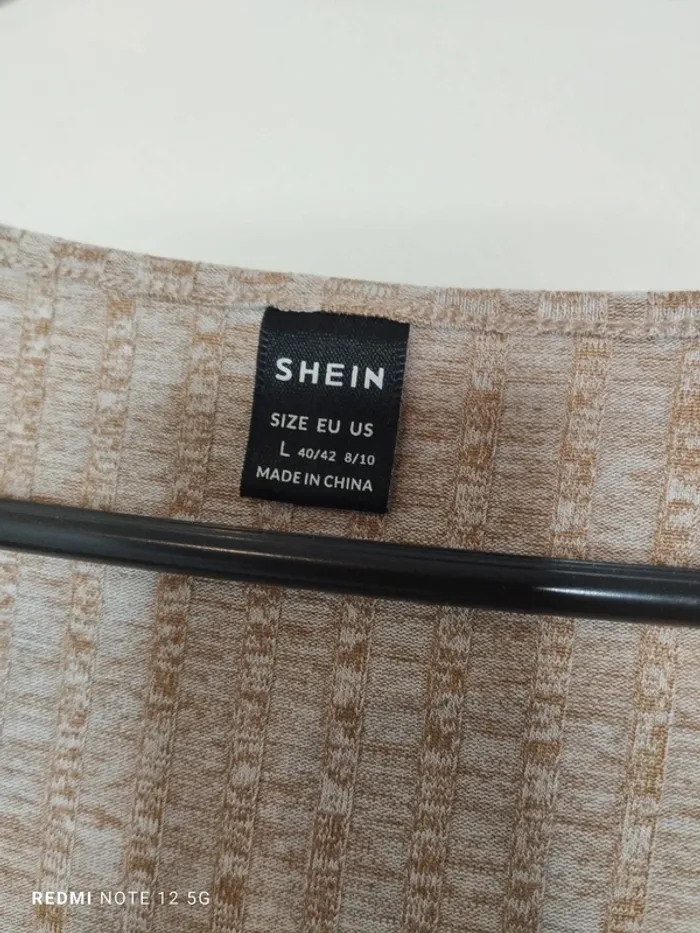 SHEIN
SIZE EU US
L 40/42 8/10
MADE IN CHINA
REDMI NOTE 12 5G